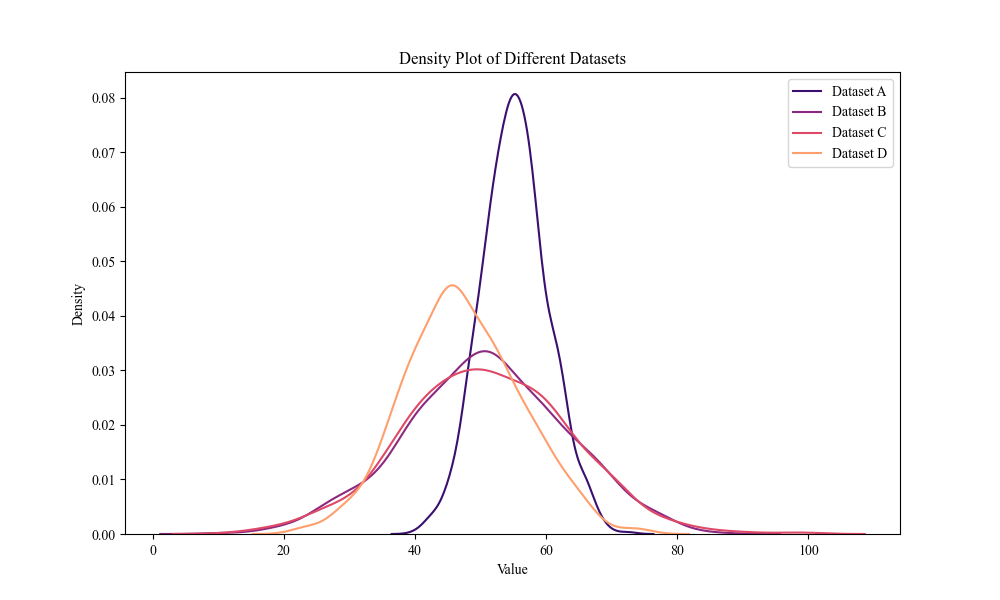 Density Plot of Different Datasets
Dataset A
Dataset B
Dataset C
Dataset D
Density
0.08
0.07
0.06
0.05
0.04
0.03
0.02
0.01
0.00
0 20 40 60 80 100
Value